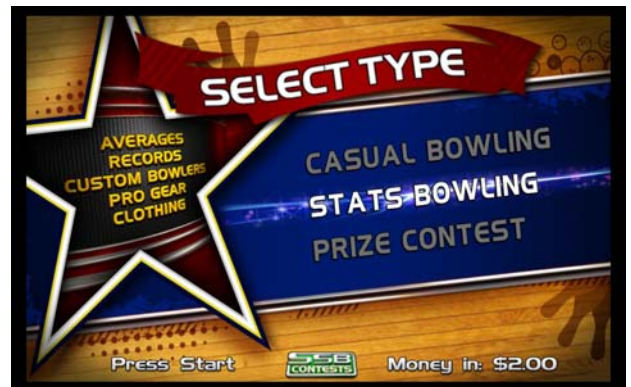 SELECT TYPE
AVERAGES
RECORDS
CUSTOM BOWLERS
PRO GEAR
CLOTHING
CASUAL BOWLING
STATS BOWLING
PRIZE CONTEST
Press Start
SSB
CONTESTS
Money in: $2.00